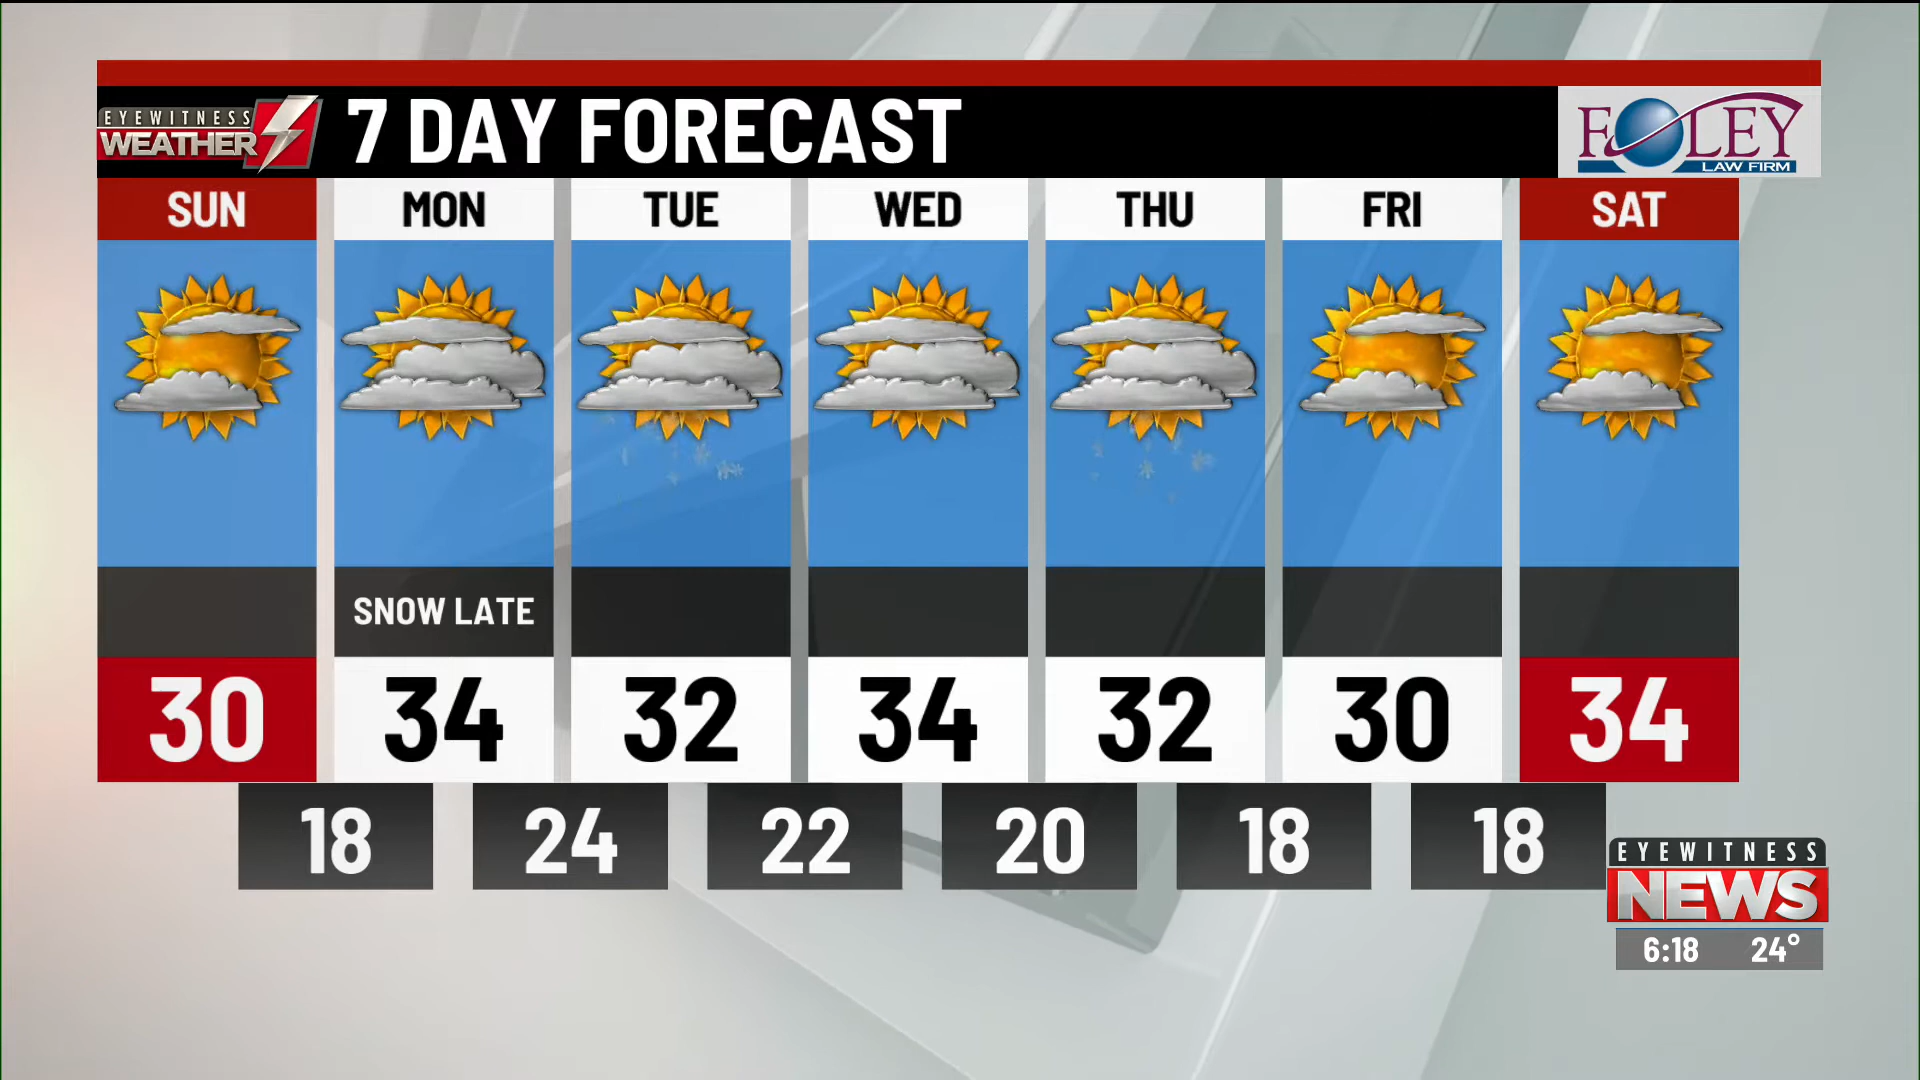 EYEWITNESS
WEATHER
7 DAY FORECAST
FOLEY
LAW FIRM
SUN MON TUE WED THU FRI SAT
SNOW LATE
30 34 32 34 32 30 34
18 24 22 20 18 18
EYEWITNESS
NEWS
6:18 24°